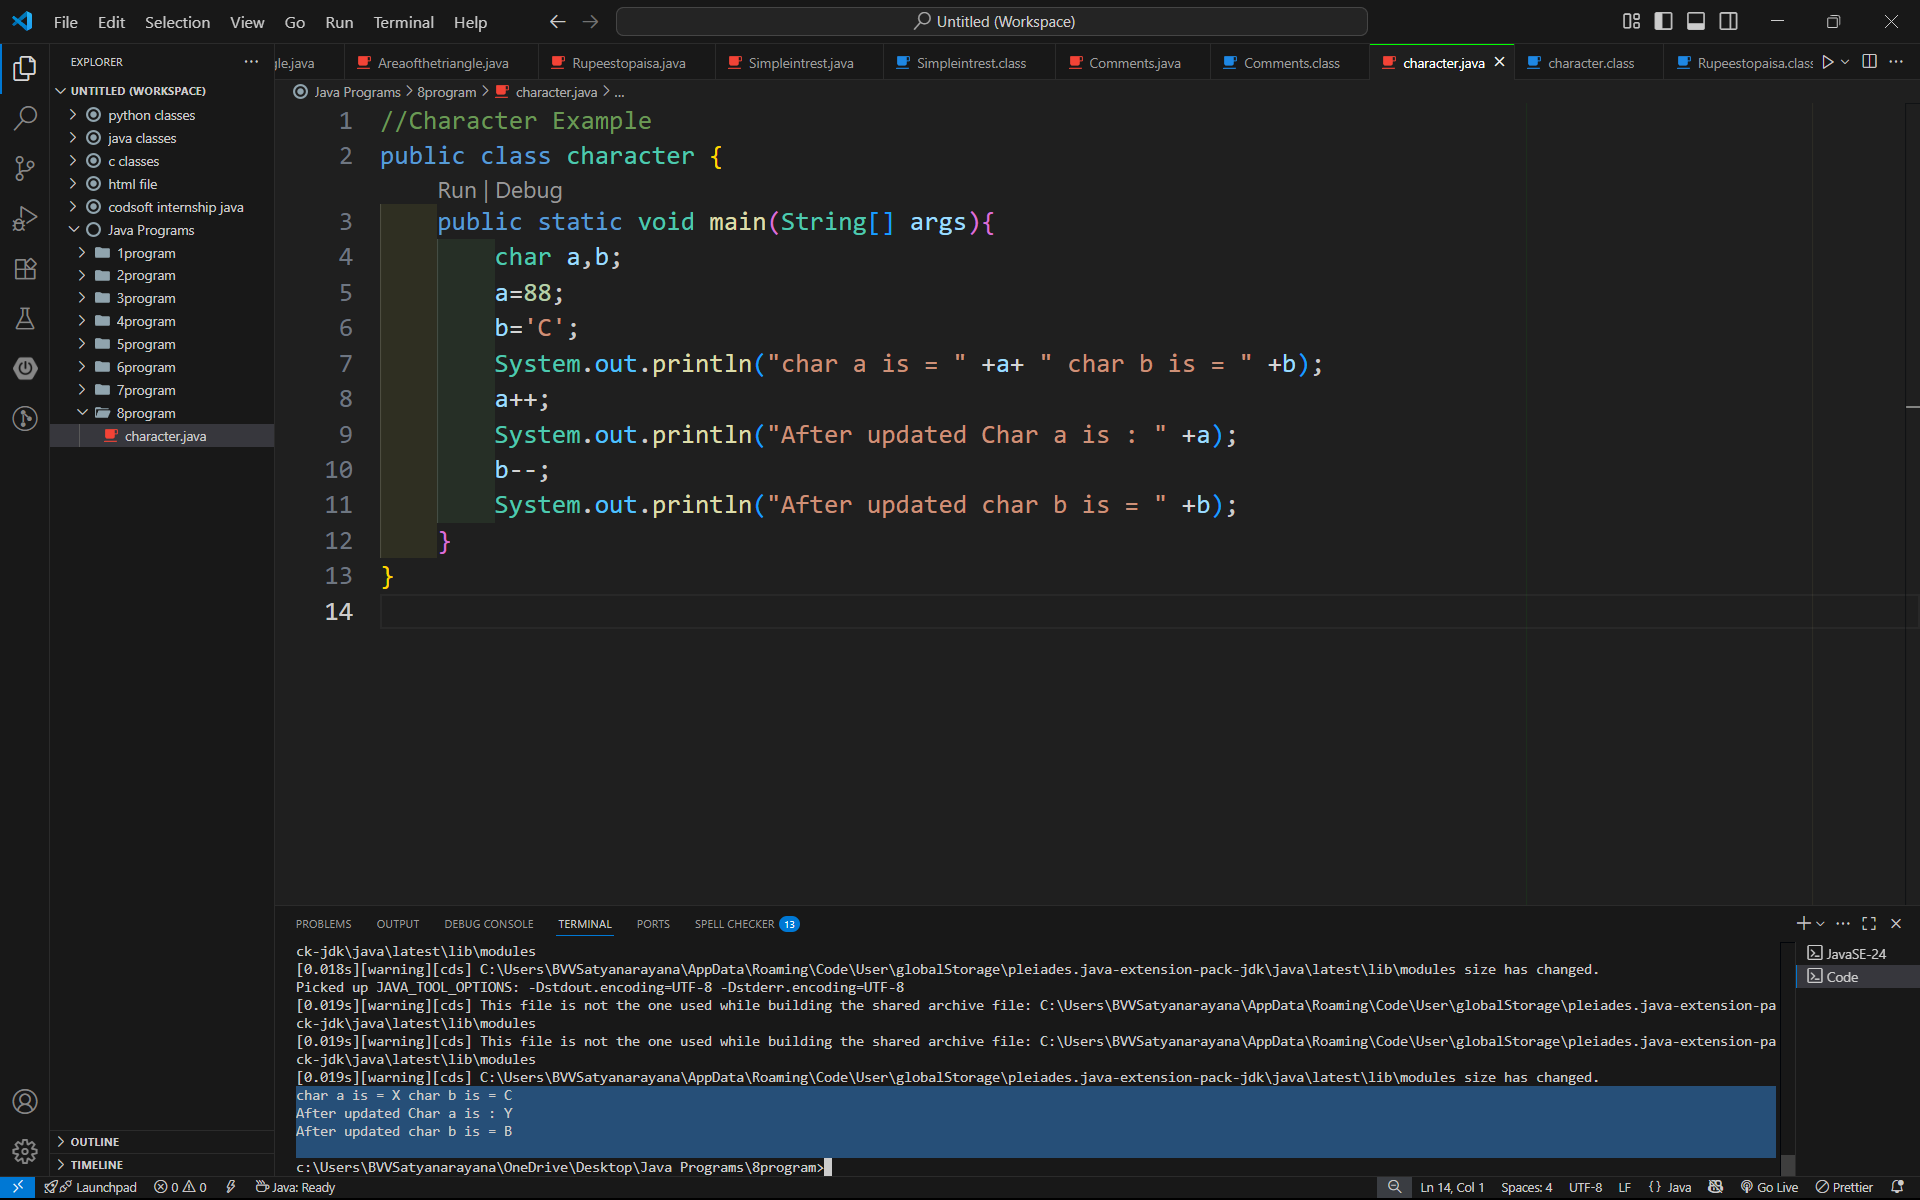 File Edit Selection View Go Run Terminal Help Untitled (Workspace)
EXPLORER
UNTITLED (WORKSPACE)
python classes
java classes
c classes
html file
codsoft internship java
Java Programs
1program
2program
3program
4program
5program
6program
7program
8program
character.java
OUTLINE
TIMELINE
gle.java Areaofthetriangle.java Rupeestopaisa.java Simpleintrest.java Simpleintrest.class Comments.java Comments.class character.java character.class Rupeestopaisa.class
Java Programs > 8program > character.java > ...
1 //Character Example
2 public class character {
Run | Debug
3 public static void main(String[] args){
4 char a,b;
5 a=88;
6 b='C';
7 System.out.println("char a is = " +a+ " char b is = " +b);
8 a++;
9 System.out.println("After updated Char a is : " +a);
10 b--;
11 System.out.println("After updated char b is = " +b);
12 }
13 }
14
PROBLEMS OUTPUT DEBUG CONSOLE TERMINAL PORTS SPELL CHECKER 13
ck-jdk\java\latest\lib\modules
[0.018s][warning][cds] C:\Users\BVVSatyanarayana\AppData\Roaming\Code\User\globalStorage\pleiades.java-extension-pack-jdk\java\latest\lib\modules size has changed.
Picked up JAVA_TOOL_OPTIONS: -Dstdout.encoding=UTF-8 -Dstderr.encoding=UTF-8
[0.019s][warning][cds] This file is not the one used while building the shared archive file: C:\Users\BVVSatyanarayana\AppData\Roaming\Code\User\globalStorage\pleiades.java-extension-pa
ck-jdk\java\latest\lib\modules
[0.019s][warning][cds] This file is not the one used while building the shared archive file: C:\Users\BVVSatyanarayana\AppData\Roaming\Code\User\globalStorage\pleiades.java-extension-pa
ck-jdk\java\latest\lib\modules
[0.019s][warning][cds] C:\Users\BVVSatyanarayana\AppData\Roaming\Code\User\globalStorage\pleiades.java-extension-pack-jdk\java\latest\lib\modules size has changed.
char a is = X char b is = C
After updated Char a is : Y
After updated char b is = B
c:\Users\BVVSatyanarayana\OneDrive\Desktop\Java Programs\8program>
JavaSE-24
Code
Launchpad 0 0 Java: Ready Ln 14, Col 1 Spaces: 4 UTF-8 LF {} Java Go Live Prettier